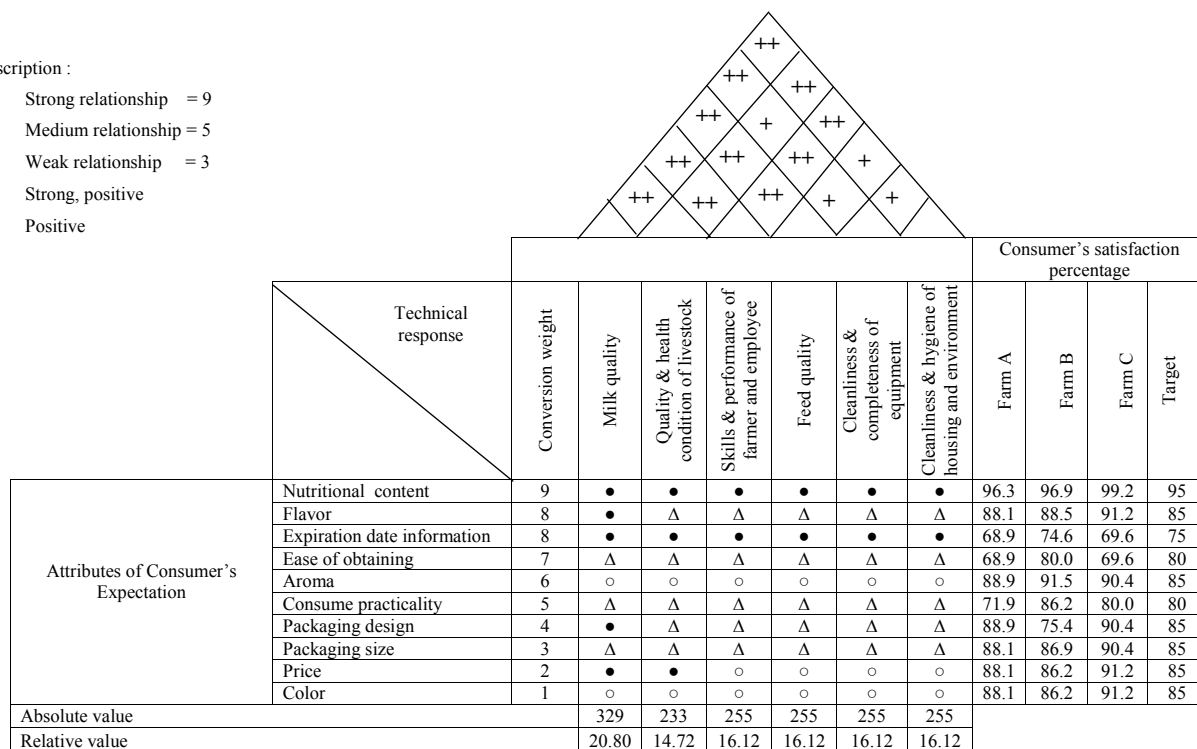 ++
++ ++
++ + ++
++ ++ ++ +
++ ++ ++ + +
scription :
Strong relationship = 9
Medium relationship = 5
Weak relationship = 3
Strong, positive
Positive
Consumer's satisfaction
percentage
Technical
response
Conversion weight
Milk quality
Quality & health
condition of livestock
Skills & performance of
farmer and employee
Feed quality
Cleanliness &
completeness of
equipment
Cleanliness & hygiene of
housing and environment
Farm A
Farm B
Farm C
Target
Attributes of Consumer's
Expectation
Nutritional content 9 ● ● ● ● ● ● 96.3 96.9 99.2 95
Flavor 8 ● Δ Δ Δ Δ Δ 88.1 88.5 91.2 85
Expiration date information 8 ● ● ● ● ● ● 68.9 74.6 69.6 75
Ease of obtaining 7 Δ Δ Δ Δ Δ Δ 68.9 80.0 69.6 80
Aroma 6 ○ ○ ○ ○ ○ ○ 88.9 91.5 90.4 85
Consume practicality 5 Δ Δ Δ Δ Δ Δ 71.9 86.2 80.0 80
Packaging design 4 ● Δ Δ Δ Δ Δ 88.9 75.4 90.4 85
Packaging size 3 Δ Δ Δ Δ Δ Δ 88.1 86.9 90.4 85
Price 2 ● ● ○ ○ ○ ○ 88.1 86.2 91.2 85
Color 1 ○ ○ ○ ○ ○ ○ 88.1 86.2 91.2 85
Absolute value 329 233 255 255 255 255
Relative value 20.80 14.72 16.12 16.12 16.12 16.12